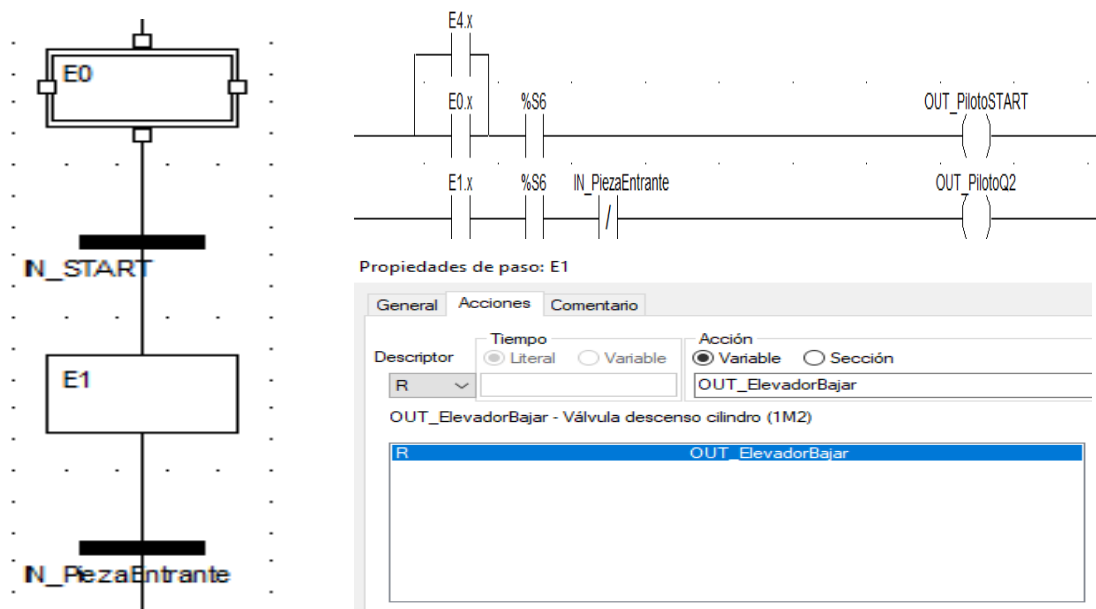 E0
IN_START
E1
IN_PiezaEntrante
E4.x
E0.x %S6 OUT_PilotoSTART
E1.x %S6 IN_PiezaEntrante OUT_PilotoQ2
Propiedades de paso: E1
General Acciones Comentario
Tiempo Acción
Descriptor Literal Variable Variable Sección
R OUT_ElevadorBajar
OUT_ElevadorBajar - Válvula descenso cilindro (1M2)
R OUT_ElevadorBajar